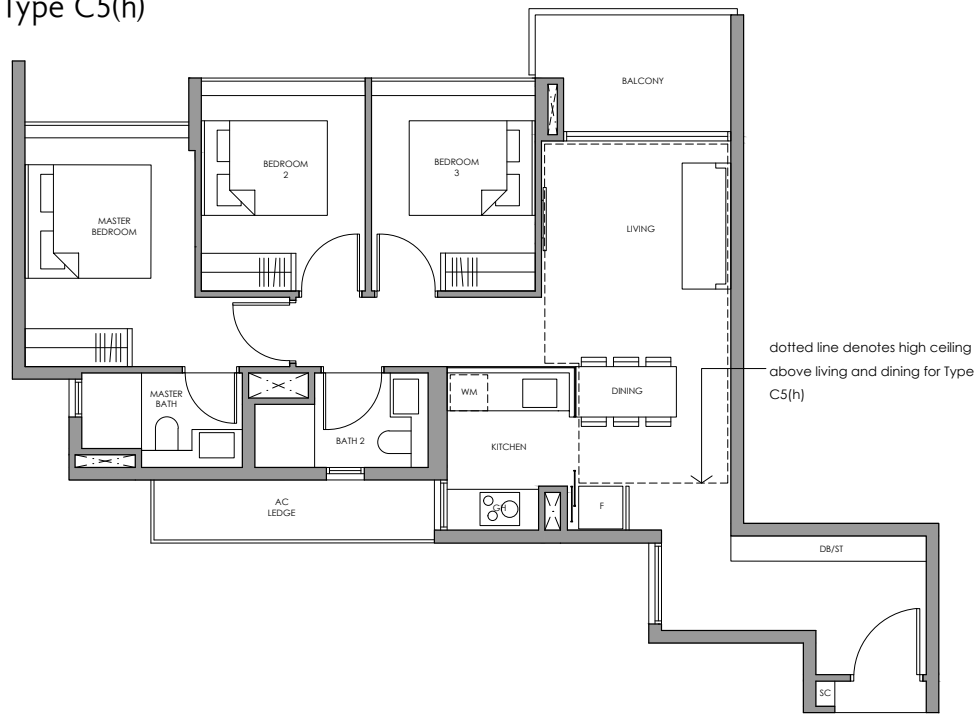 Type C5(h)
BALCONY
BEDROOM
2
BEDROOM
3
MASTER
BEDROOM
LIVING
dotted line denotes high ceiling
above living and dining for Type
C5(h)
MASTER
BATH
WM
DINING
BATH 2
KITCHEN
AC
LEDGE
GH
F
DB/ST
SC